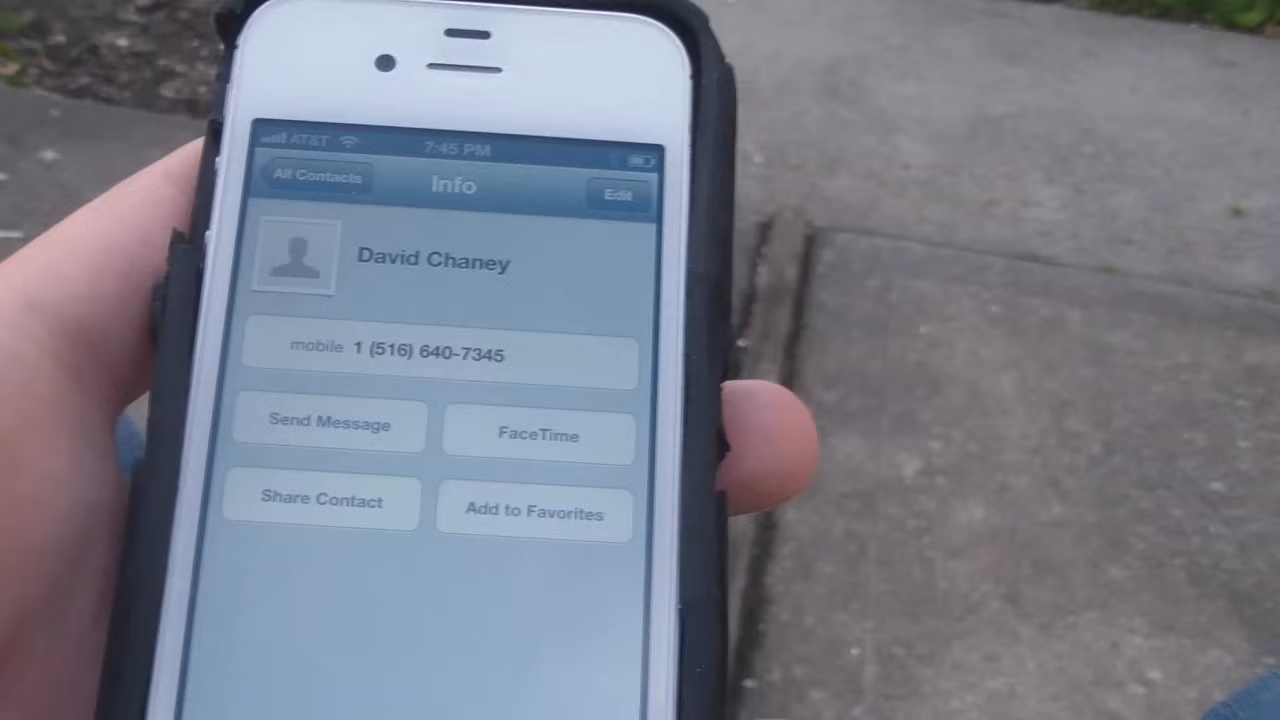 AT&T 7:45 PM
All Contacts Info Edit
David Chaney
mobile 1 (516) 640-7345
Send Message FaceTime
Share Contact Add to Favorites